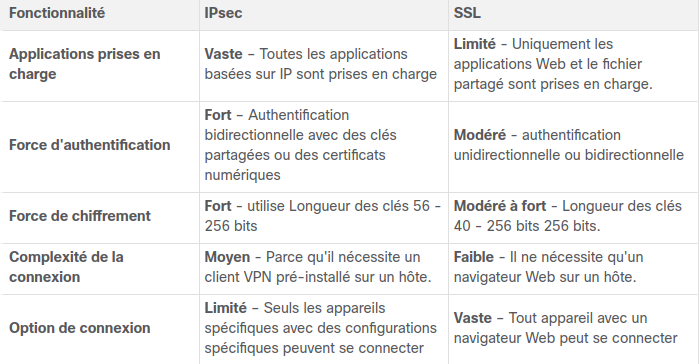 Fonctionnalité
IPsec
SSL
Applications prises en
charge
Vaste - Toutes les applications
basées sur IP sont prises en charge
Limité - Uniquement les
applications Web et le fichier
partagé sont prises en charge.
Force d'authentification
Fort - Authentification
bidirectionnelle avec des clés
partagées ou des certificats
numériques
Modéré - authentification
unidirectionnelle ou bidirectionnelle
Force de chiffrement
Fort - utilise Longueur des clés 56 -
256 bits
Modéré à fort - Longueur des clés
40 - 256 bits 256 bits.
Complexité de la
connexion
Moyen - Parce qu'il nécessite un
client VPN pré-installé sur un hôte.
Faible - Il ne nécessite qu'un
navigateur Web sur un hôte.
Option de connexion
Limité - Seuls les appareils
spécifiques avec des configurations
spécifiques peuvent se connecter
Vaste - Tout appareil avec un
navigateur Web peut se connecter